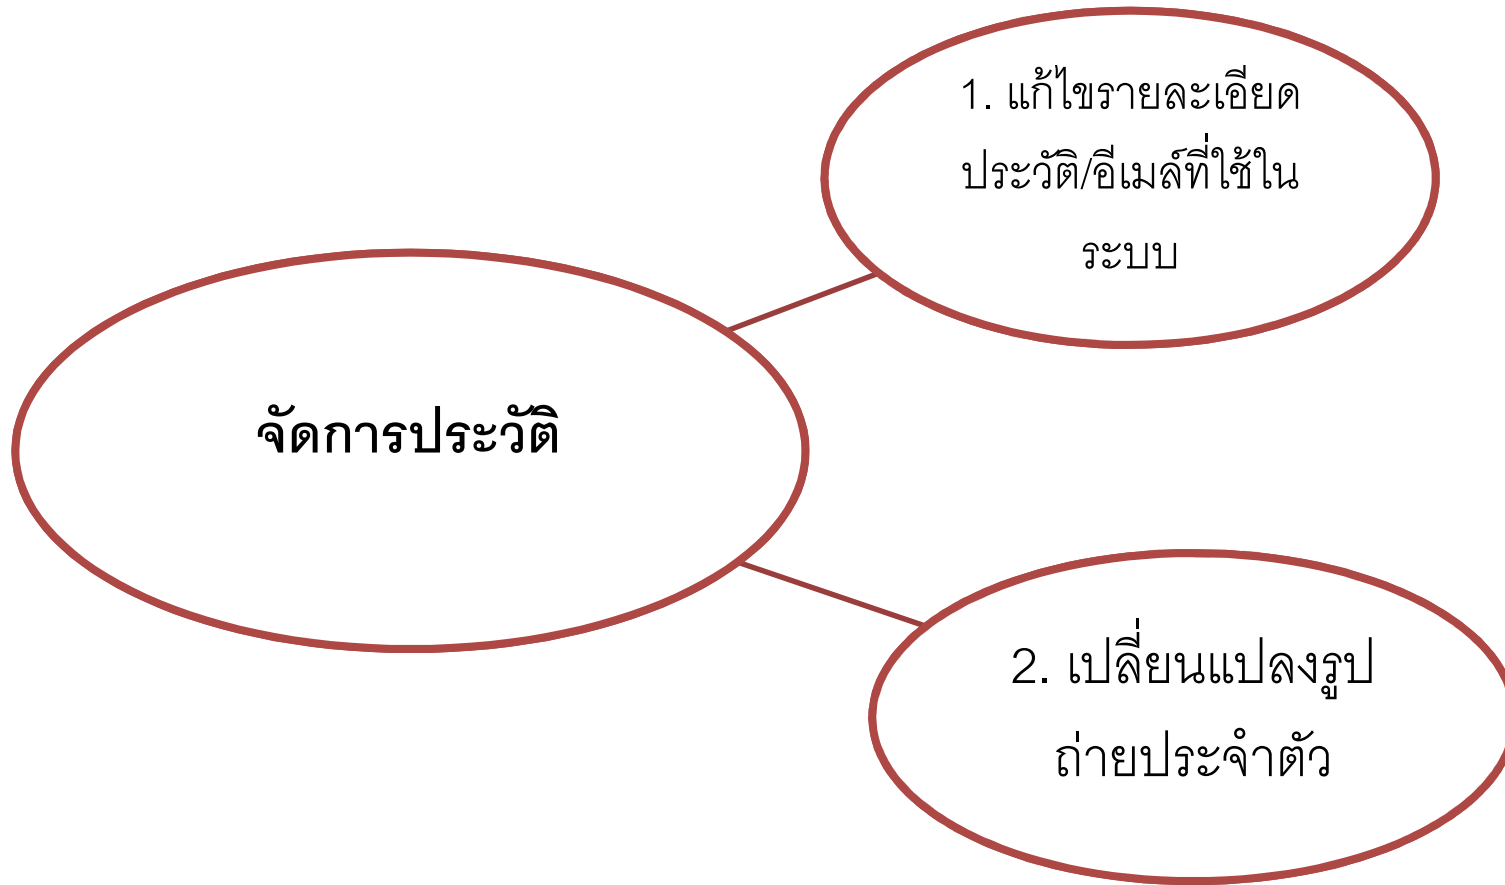 1. แก้ไขรายละเอียด
ประวัติ/อีเมล์ที่ใช้ใน
ระบบ
จัดการประวัติ
2. เปลี่ยนแปลงรูป
ถ่ายประจำตัว